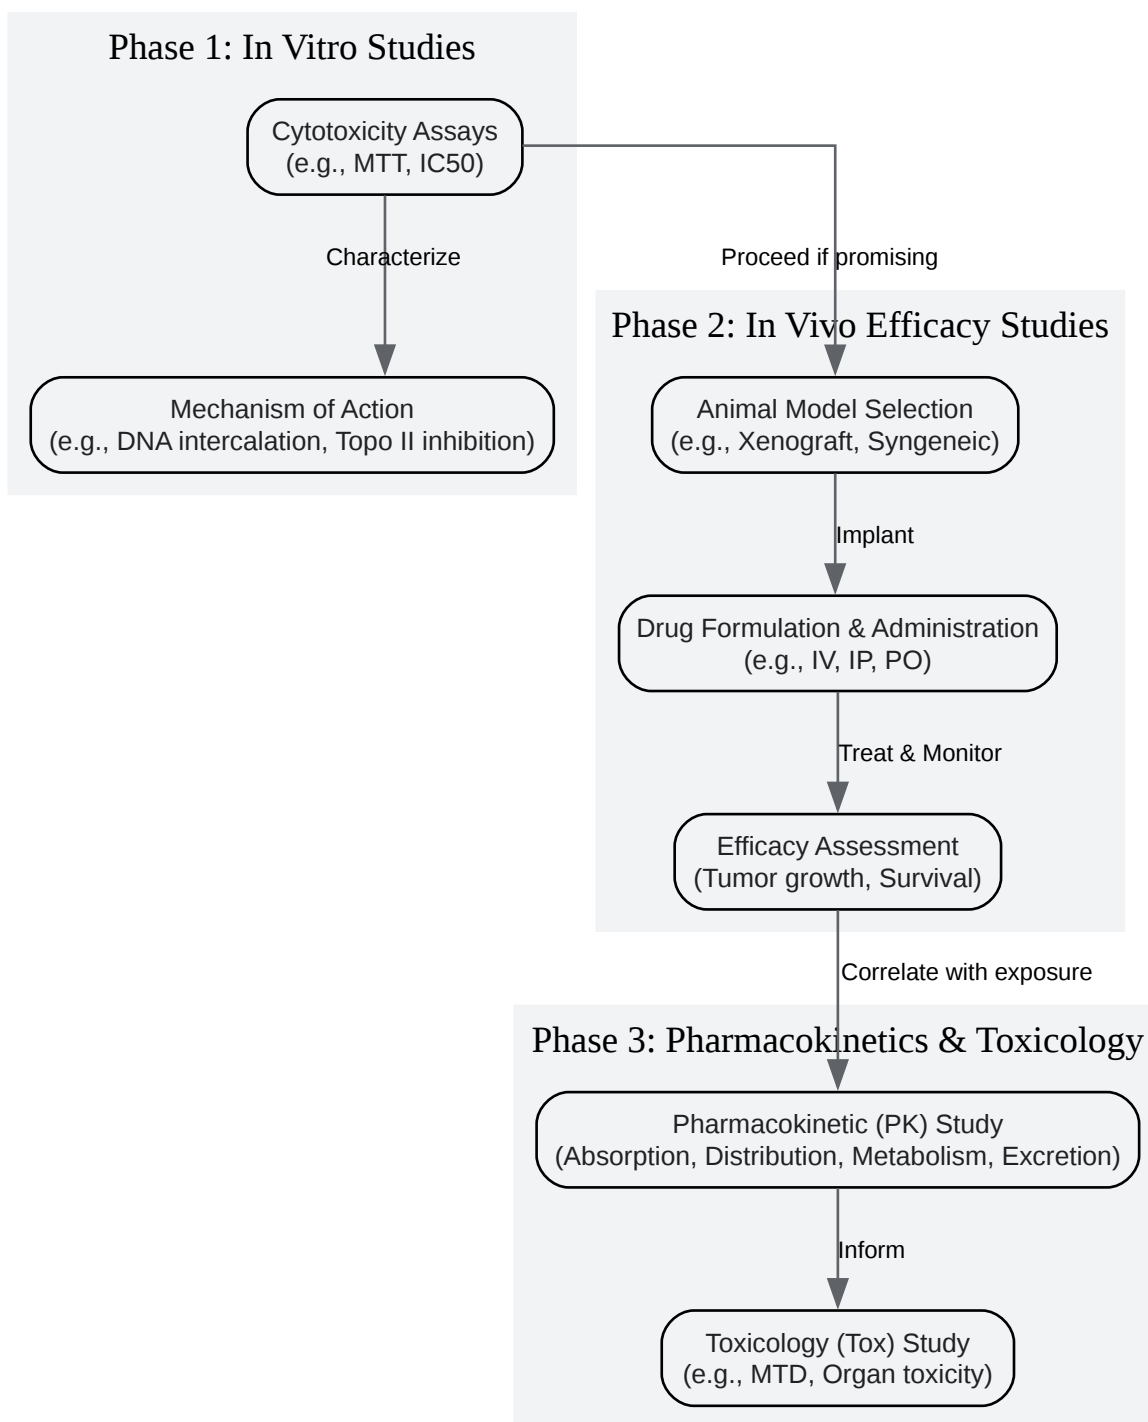 Phase 1: In Vitro Studies
Cytotoxicity Assays
(e.g., MTT, IC50)
Characterize
Proceed if promising
Mechanism of Action
(e.g., DNA intercalation, Topo II inhibition)
Phase 2: In Vivo Efficacy Studies
Animal Model Selection
(e.g., Xenograft, Syngeneic)
Implant
Drug Formulation & Administration
(e.g., IV, IP, PO)
Treat & Monitor
Efficacy Assessment
(Tumor growth, Survival)
Correlate with exposure
Phase 3: Pharmacokinetics & Toxicology
Pharmacokinetic (PK) Study
(Absorption, Distribution, Metabolism, Excretion)
Inform
Toxicology (Tox) Study
(e.g., MTD, Organ toxicity)